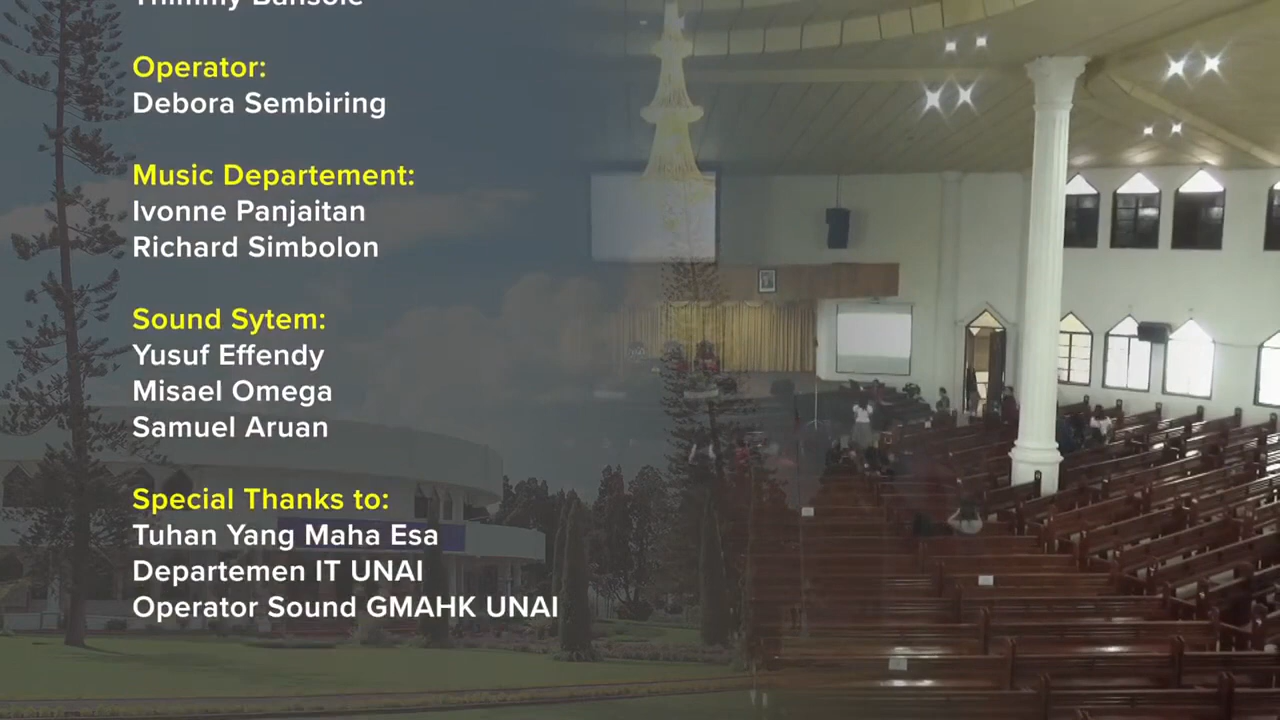 Operator:
Debora Sembiring
Music Departement:
Ivonne Panjaitan
Richard Simbolon
Sound Sytem:
Yusuf Effendy
Misael Omega
Samuel Aruan
Special Thanks to:
Tuhan Yang Maha Esa
Departemen IT UNAI
Operator Sound GMAHK UNAI